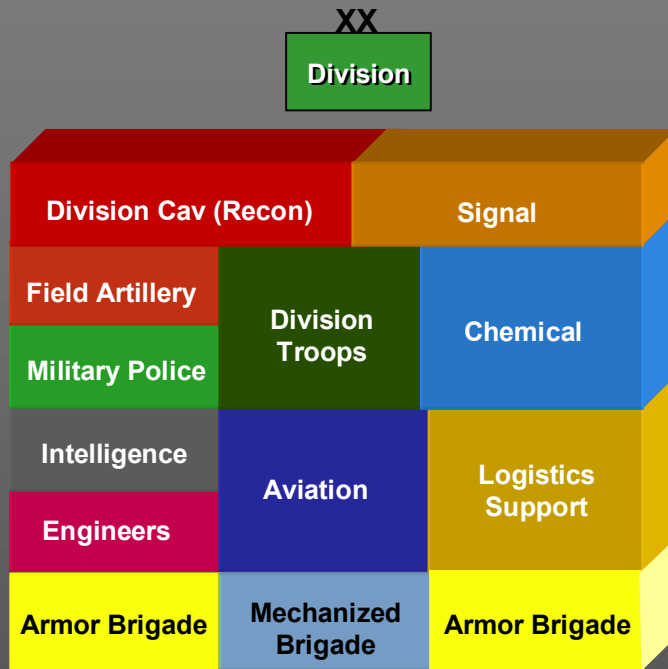 XX
Division
Division Cav (Recon)
Signal
Field Artillery
Division
Troops
Chemical
Military Police
Intelligence
Aviation
Logistics
Support
Engineers
Armor Brigade
Mechanized
Brigade
Armor Brigade